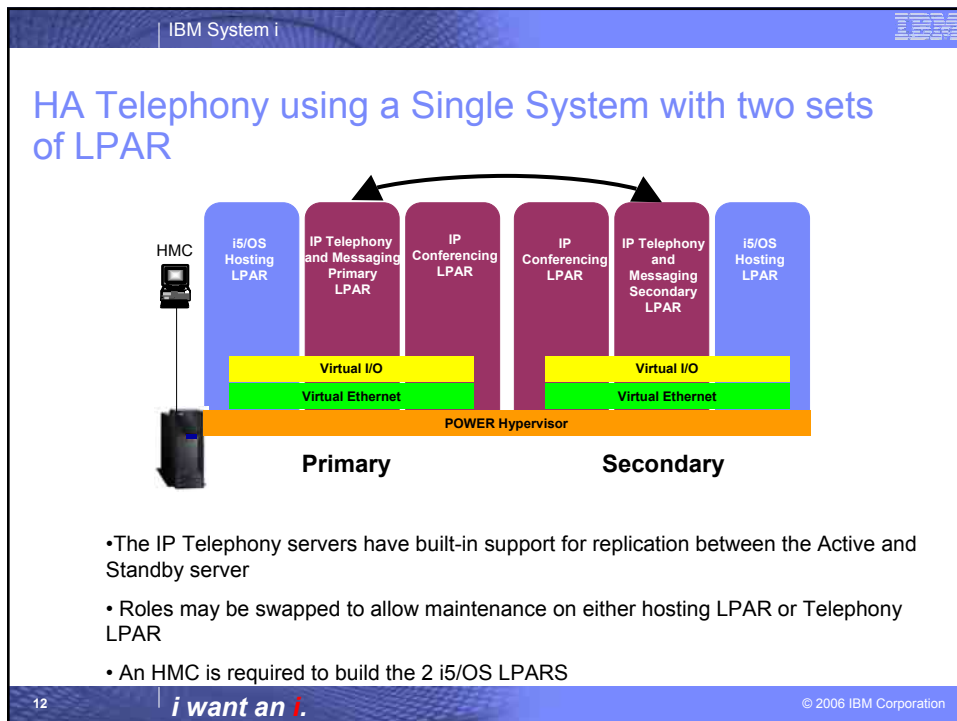 IBM System i
IBM
HA Telephony using a Single System with two sets
of LPAR
HMC
i5/OS
Hosting
LPAR
IP Telephony
and Messaging
Primary
LPAR
IP
Conferencing
LPAR
IP
Conferencing
LPAR
IP Telephony
and
Messaging
Secondary
LPAR
i5/OS
Hosting
LPAR
Virtual I/O
Virtual Ethernet
Virtual I/O
Virtual Ethernet
POWER Hypervisor
Primary
Secondary
•The IP Telephony servers have built-in support for replication between the Active and
Standby server
• Roles may be swapped to allow maintenance on either hosting LPAR or Telephony
LPAR
• An HMC is required to build the 2 i5/OS LPARS
12
i want an i.
© 2006 IBM Corporation